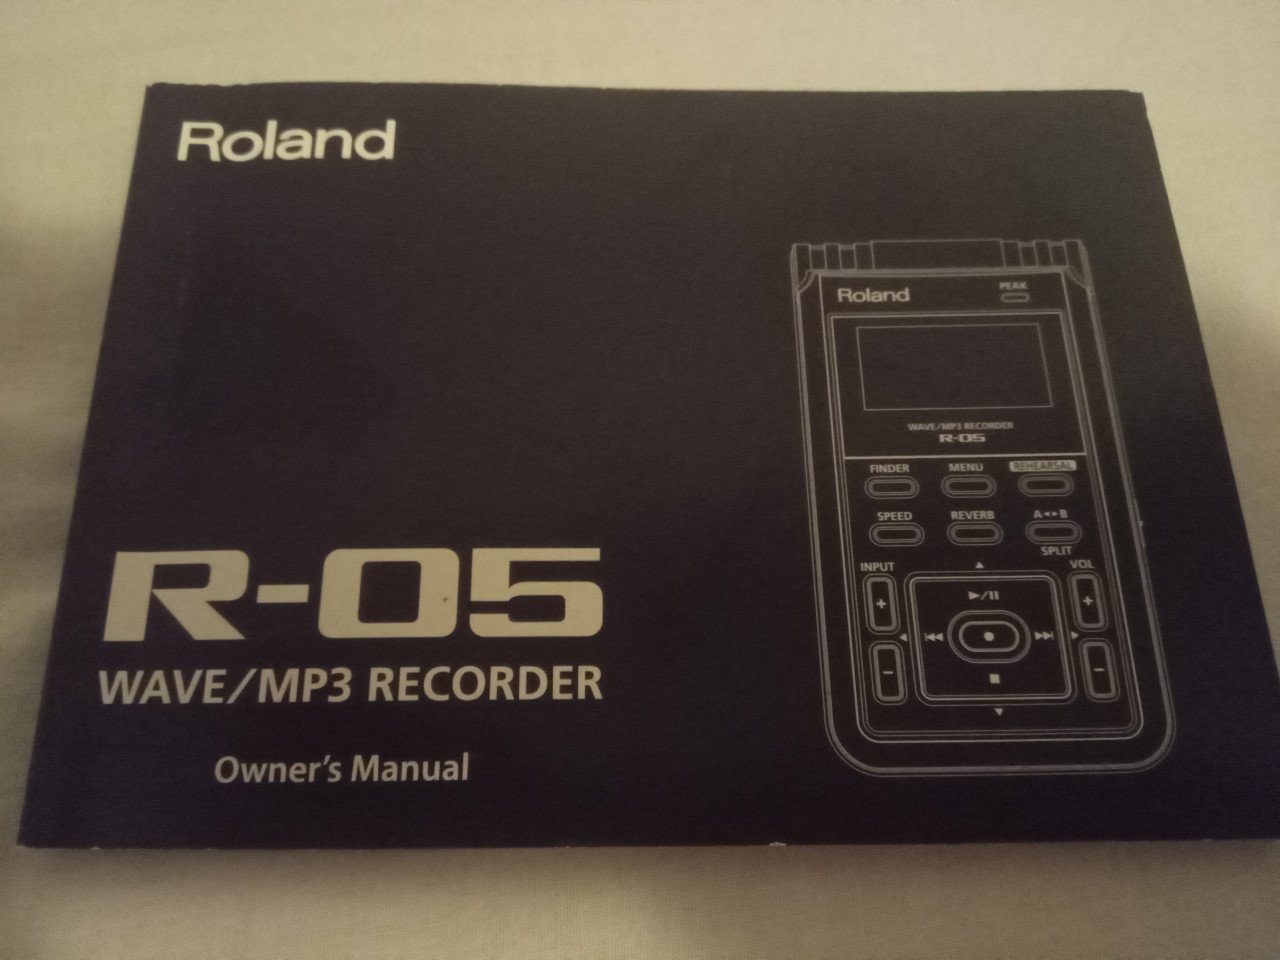 Roland
R-05
WAVE/MP3 RECORDER
Owner's Manual
Roland
PEAK
WAVE/MP3 RECORDER
R-05
FINDER MENU REHEARSAL
SPEED REVERB A◄►B
SPLIT
INPUT VOL
+ ►/II +
- -